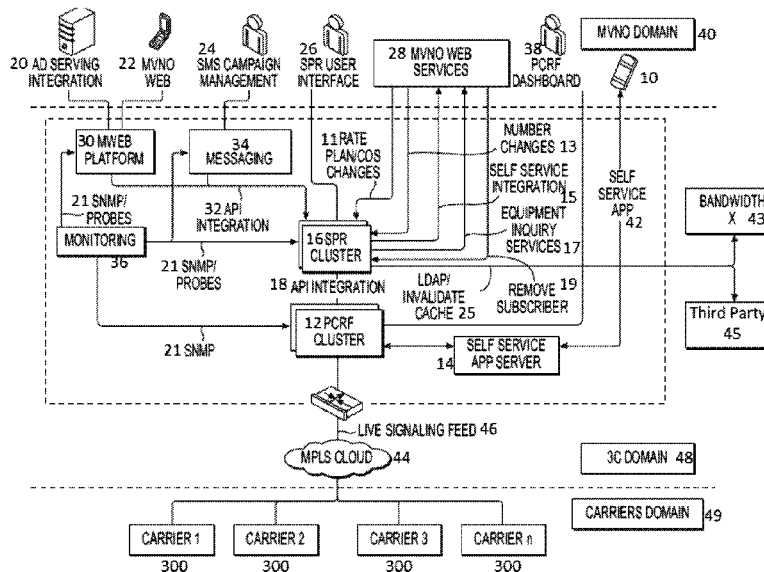 MVNO DOMAIN 40
20 AD SERVING
INTEGRATION
22 MVNO
WEB
24
SMS CAMPAIGN
MANAGEMENT
26
SPR USER
INTERFACE
28 MVNO WEB
SERVICES
38
PCRF
DASHBOARD
10
30 MWEB
PLATFORM
34
MESSAGING
11 RATE
PLAN/COS
CHANGES
NUMBER
CHANGES 13
SELF SERVICE
INTEGRATION
15
EQUIPMENT
INQUIRY
SERVICES 17
SELF
SERVICE
APP
42
21 SNMP/
PROBES
32 API
INTEGRATION
MONITORING
36
21 SNMP/
PROBES
16 SPR
CLUSTER
BANDWIDTH
X 43
18 API INTEGRATION
LDAP/
INVALIDATE
CACHE 25
19
REMOVE
SUBSCRIBER
Third Party
45
12 PCRF
CLUSTER
21 SNMP
14
SELF SERVICE
APP SERVER
LIVE SIGNALING FEED 46
MPLS CLOUD
44
3C DOMAIN 48
CARRIERS DOMAIN
49
CARRIER 1
CARRIER 2
CARRIER 3
CARRIER n
300
300
300
300